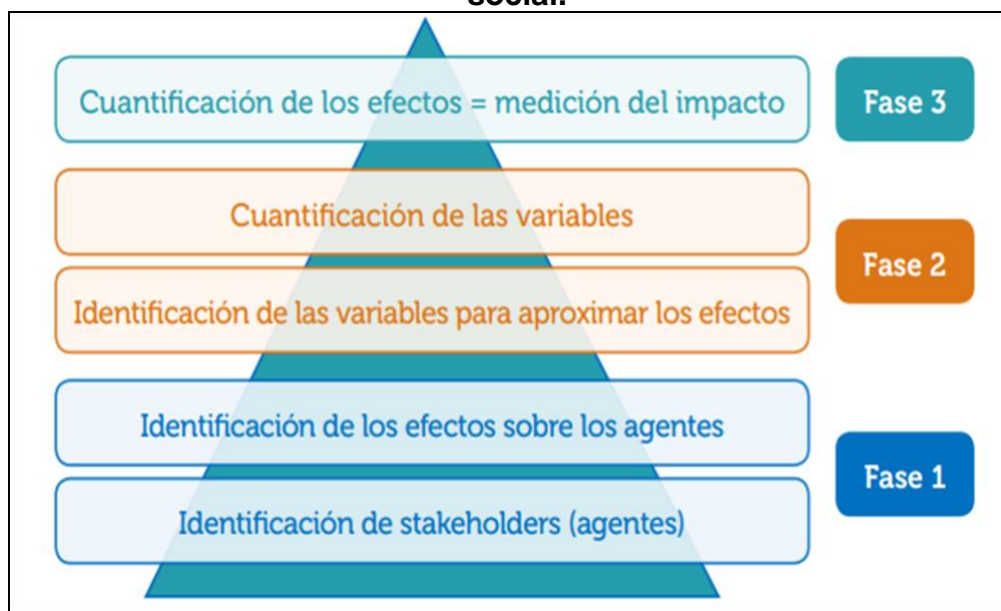 social.
Cuantificación de los efectos = medición del impacto
Fase 3
Cuantificación de las variables
Fase 2
Identificación de las variables para aproximar los efectos
Identificación de los efectos sobre los agentes
Fase 1
Identificación de stakeholders (agentes)